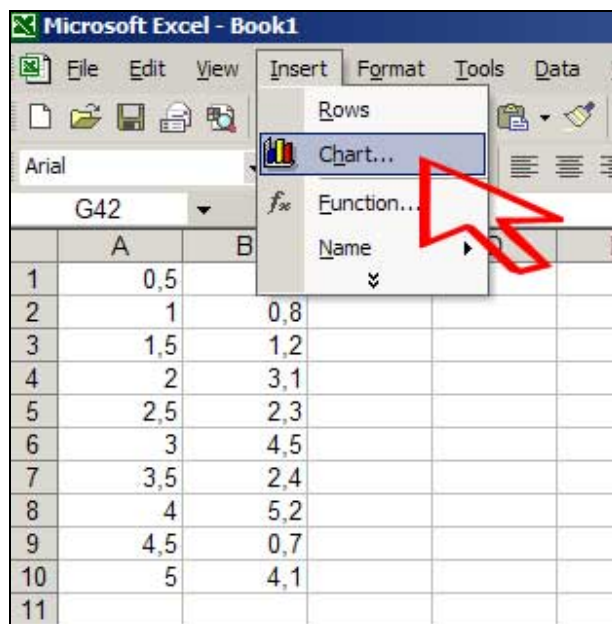 Microsoft Excel - Book1
File Edit View Insert Format Tools Data
Rows
Arial
Chart...
G42
fx Function...
Name
A B
1 0,5
2 1 0,8
3 1,5 1,2
4 2 3,1
5 2,5 2,3
6 3 4,5
7 3,5 2,4
8 4 5,2
9 4,5 0,7
10 5 4,1
11